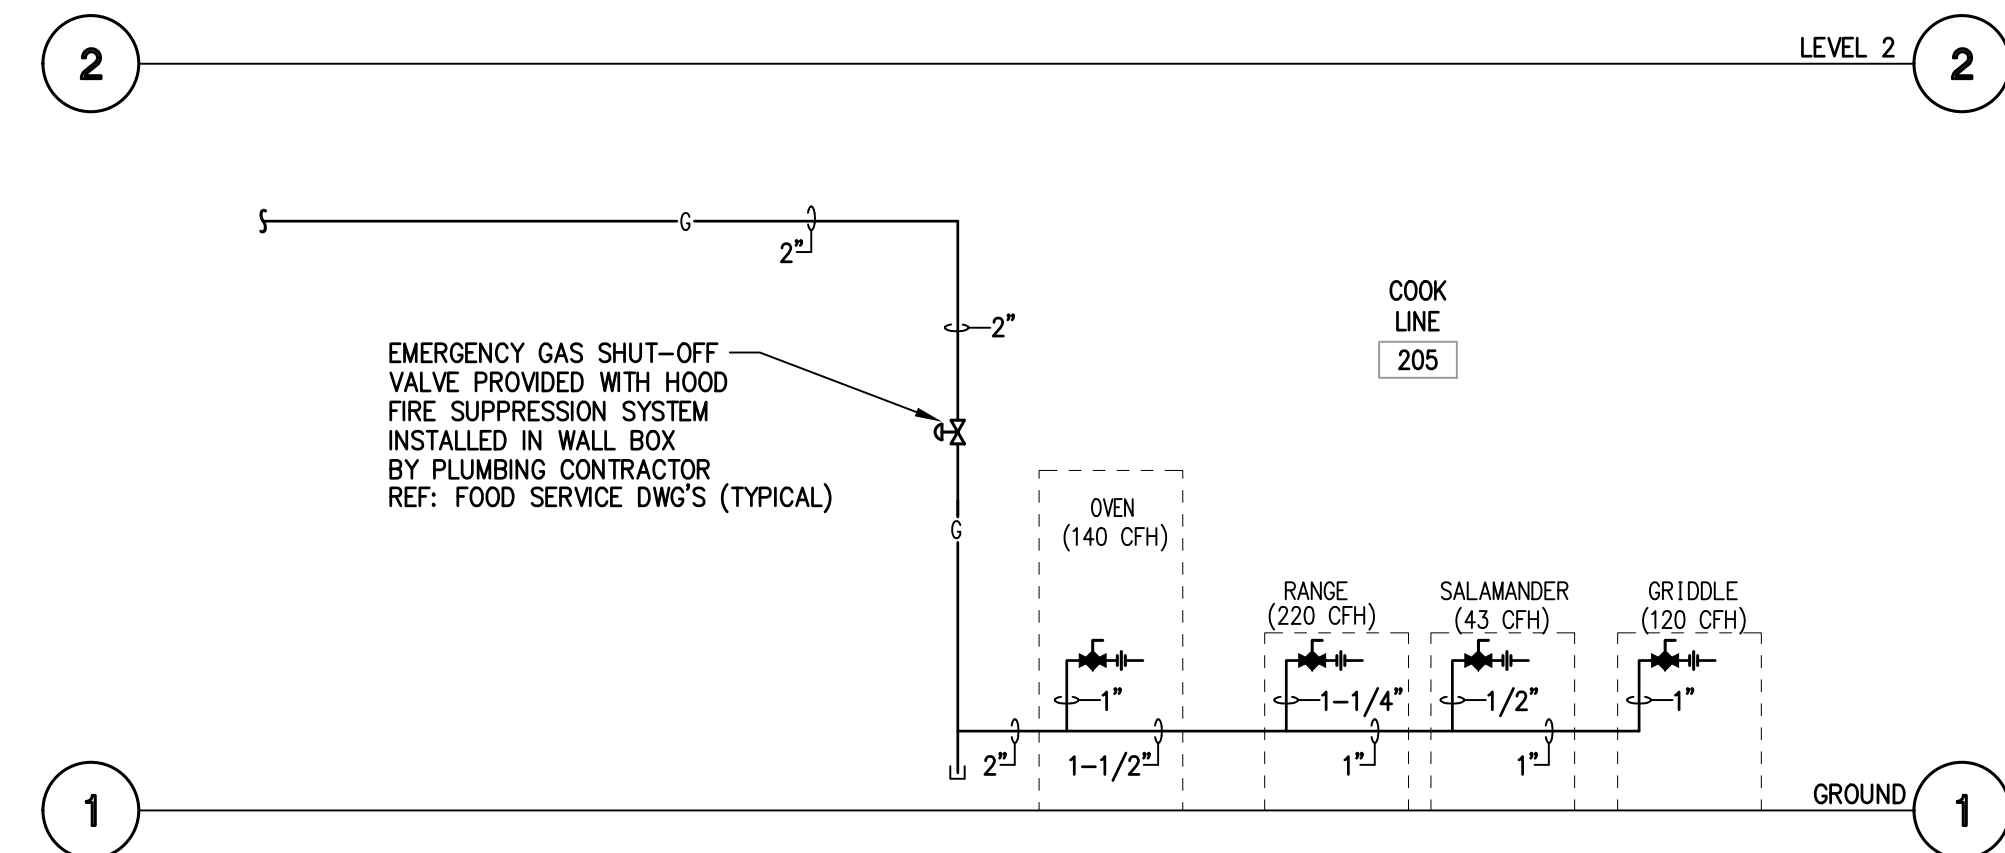 2
LEVEL 2
2
G
2"
2"
COOK
LINE
205
EMERGENCY GAS SHUT-OFF
VALVE PROVIDED WITH HOOD
FIRE SUPPRESSION SYSTEM
INSTALLED IN WALL BOX
BY PLUMBING CONTRACTOR
REF: FOOD SERVICE DWG'S (TYPICAL)
G
OVEN
(140 CFH)
RANGE
(220 CFH)
SALAMANDER
(43 CFH)
GRIDDLE
(120 CFH)
1"
1-1/4"
1/2"
1"
2"
1-1/2"
1"
1"
1
GROUND
1